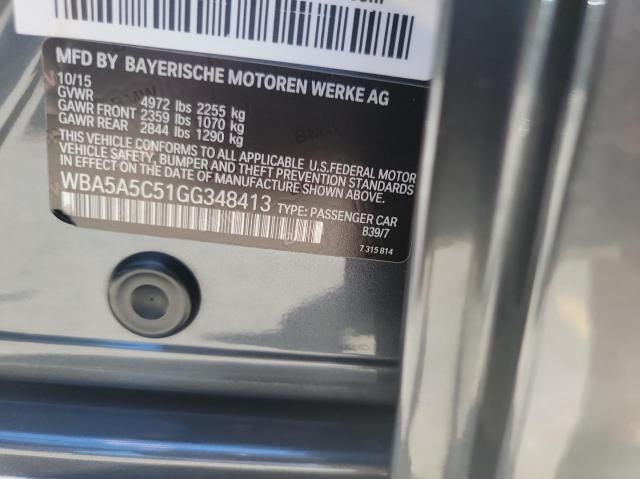 MFD BY BAYERISCHE MOTOREN WERKE AG
10/15
GVWR 4972 lbs 2255 kg
GAWR FRONT 2359 lbs 1070 kg
GAWR REAR 2844 lbs 1290 kg
THIS VEHICLE CONFORMS TO ALL APPLICABLE U.S.FEDERAL MOTOR
VEHICLE SAFETY, BUMPER AND THEFT PREVENTION STANDARDS
IN EFFECT ON THE DATE OF MANUFACTURE SHOWN ABOVE.
WBA5A5C51GG348413 TYPE: PASSENGER CAR
B39/7
7 315 814